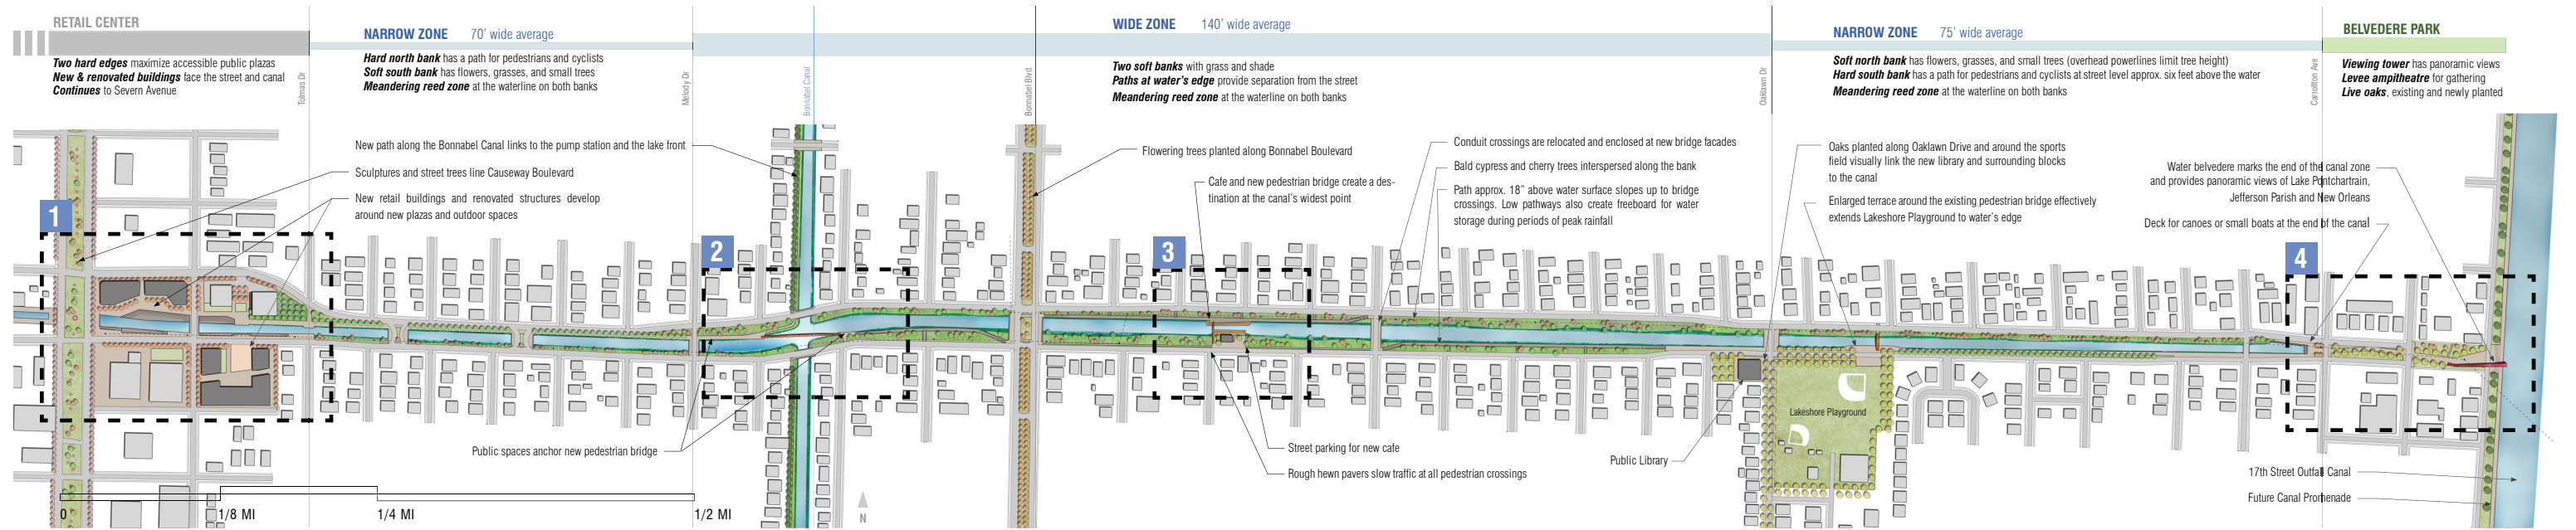 RETAIL CENTER
Two hard edges maximize accessible public plazas
New & renovated buildings face the street and canal
Continues to Severn Avenue
Tolmas Dr
NARROW ZONE 70' wide average
Hard north bank has a path for pedestrians and cyclists
Soft south bank has flowers, grasses, and small trees
Meandering reed zone at the waterline on both banks
Melody Dr
Bonnabel Canal
Bonnabel Blvd
WIDE ZONE 140' wide average
Two soft banks with grass and shade
Paths at water's edge provide separation from the street
Meandering reed zone at the waterline on both banks
Oaklawn Dr
NARROW ZONE 75' wide average
Soft north bank has flowers, grasses, and small trees (overhead powerlines limit tree height)
Hard south bank has a path for pedestrians and cyclists at street level approx. six feet above the water
Meandering reed zone at the waterline on both banks
Carrollton Ave
BELVEDERE PARK
Viewing tower has panoramic views
Levee ampitheatre for gathering
Live oaks, existing and newly planted
New path along the Bonnabel Canal links to the pump station and the lake front
Sculptures and street trees line Causeway Boulevard
New retail buildings and renovated structures develop
around new plazas and outdoor spaces
Flowering trees planted along Bonnabel Boulevard
Cafe and new pedestrian bridge create a des-
tination at the canal's widest point
Conduit crossings are relocated and enclosed at new bridge facades
Bald cypress and cherry trees interspersed along the bank
Path approx. 18" above water surface slopes up to bridge
crossings. Low pathways also create freeboard for water
storage during periods of peak rainfall
Oaks planted along Oaklawn Drive and around the sports
field visually link the new library and surrounding blocks
to the canal
Enlarged terrace around the existing pedestrian bridge effectively
extends Lakeshore Playground to water's edge
Water belvedere marks the end of the canal zone
and provides panoramic views of Lake Pontchartrain,
Jefferson Parish and New Orleans
Deck for canoes or small boats at the end of the canal
1
2
3
4
Lakeshore Playground
Public spaces anchor new pedestrian bridge
Street parking for new cafe
Rough hewn pavers slow traffic at all pedestrian crossings
Public Library
17th Street Outfall Canal
Future Canal Promenade
0 1/8 MI 1/4 MI 1/2 MI
N